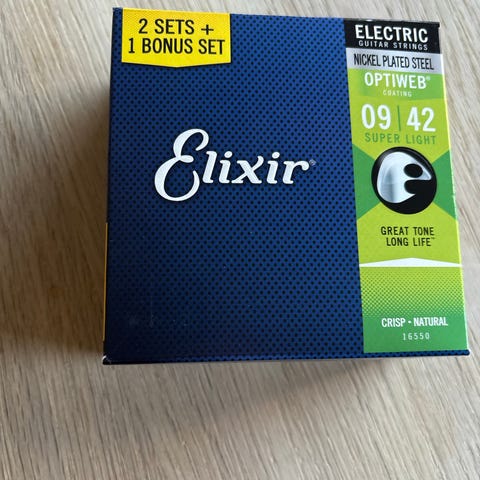 2 SETS +
1 BONUS SET
ELECTRIC
GUITAR STRINGS
NICKEL PLATED STEEL
OPTIWEB®
COATING
09 | 42
SUPER LIGHT
Elixir®
GREAT TONE
LONG LIFE™
CRISP - NATURAL
16550